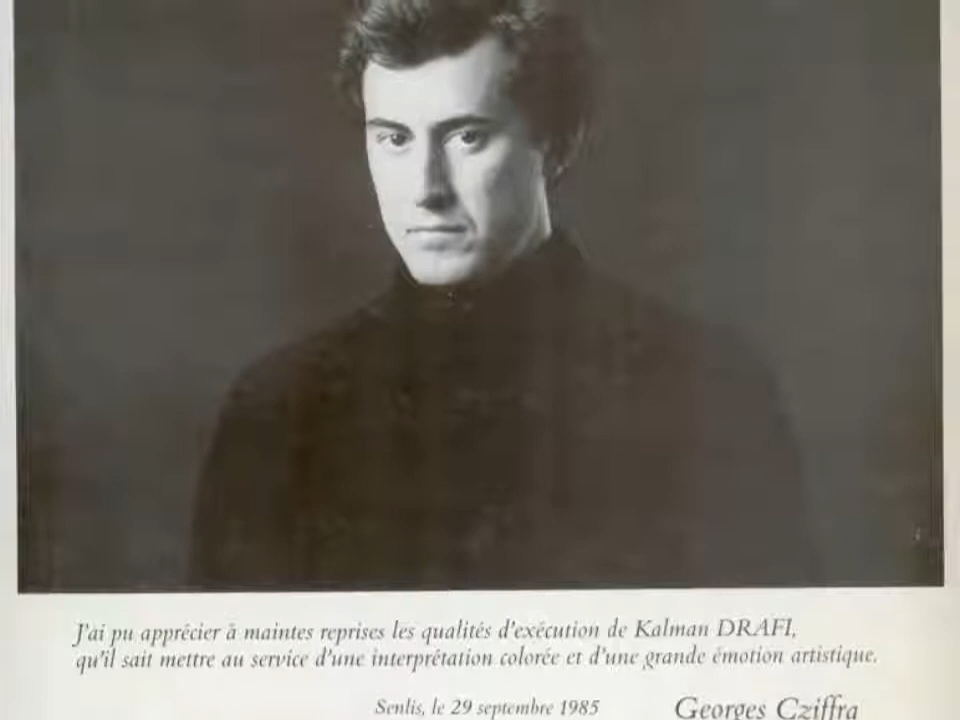 J'ai pu apprécier à maintes reprises les qualités d'exécution de Kalman DRAFI,
qu'il sait mettre au service d'une interprétation colorée et d'une grande émotion artistique.
Senlis, le 29 septembre 1985 Georges Cziffra